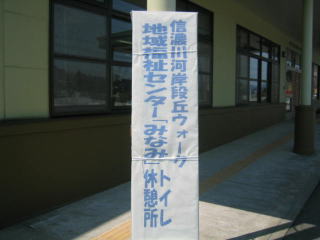 信濃川河岸段丘ウォーク
地域福祉センター「みなみ」
トイレ
休憩所